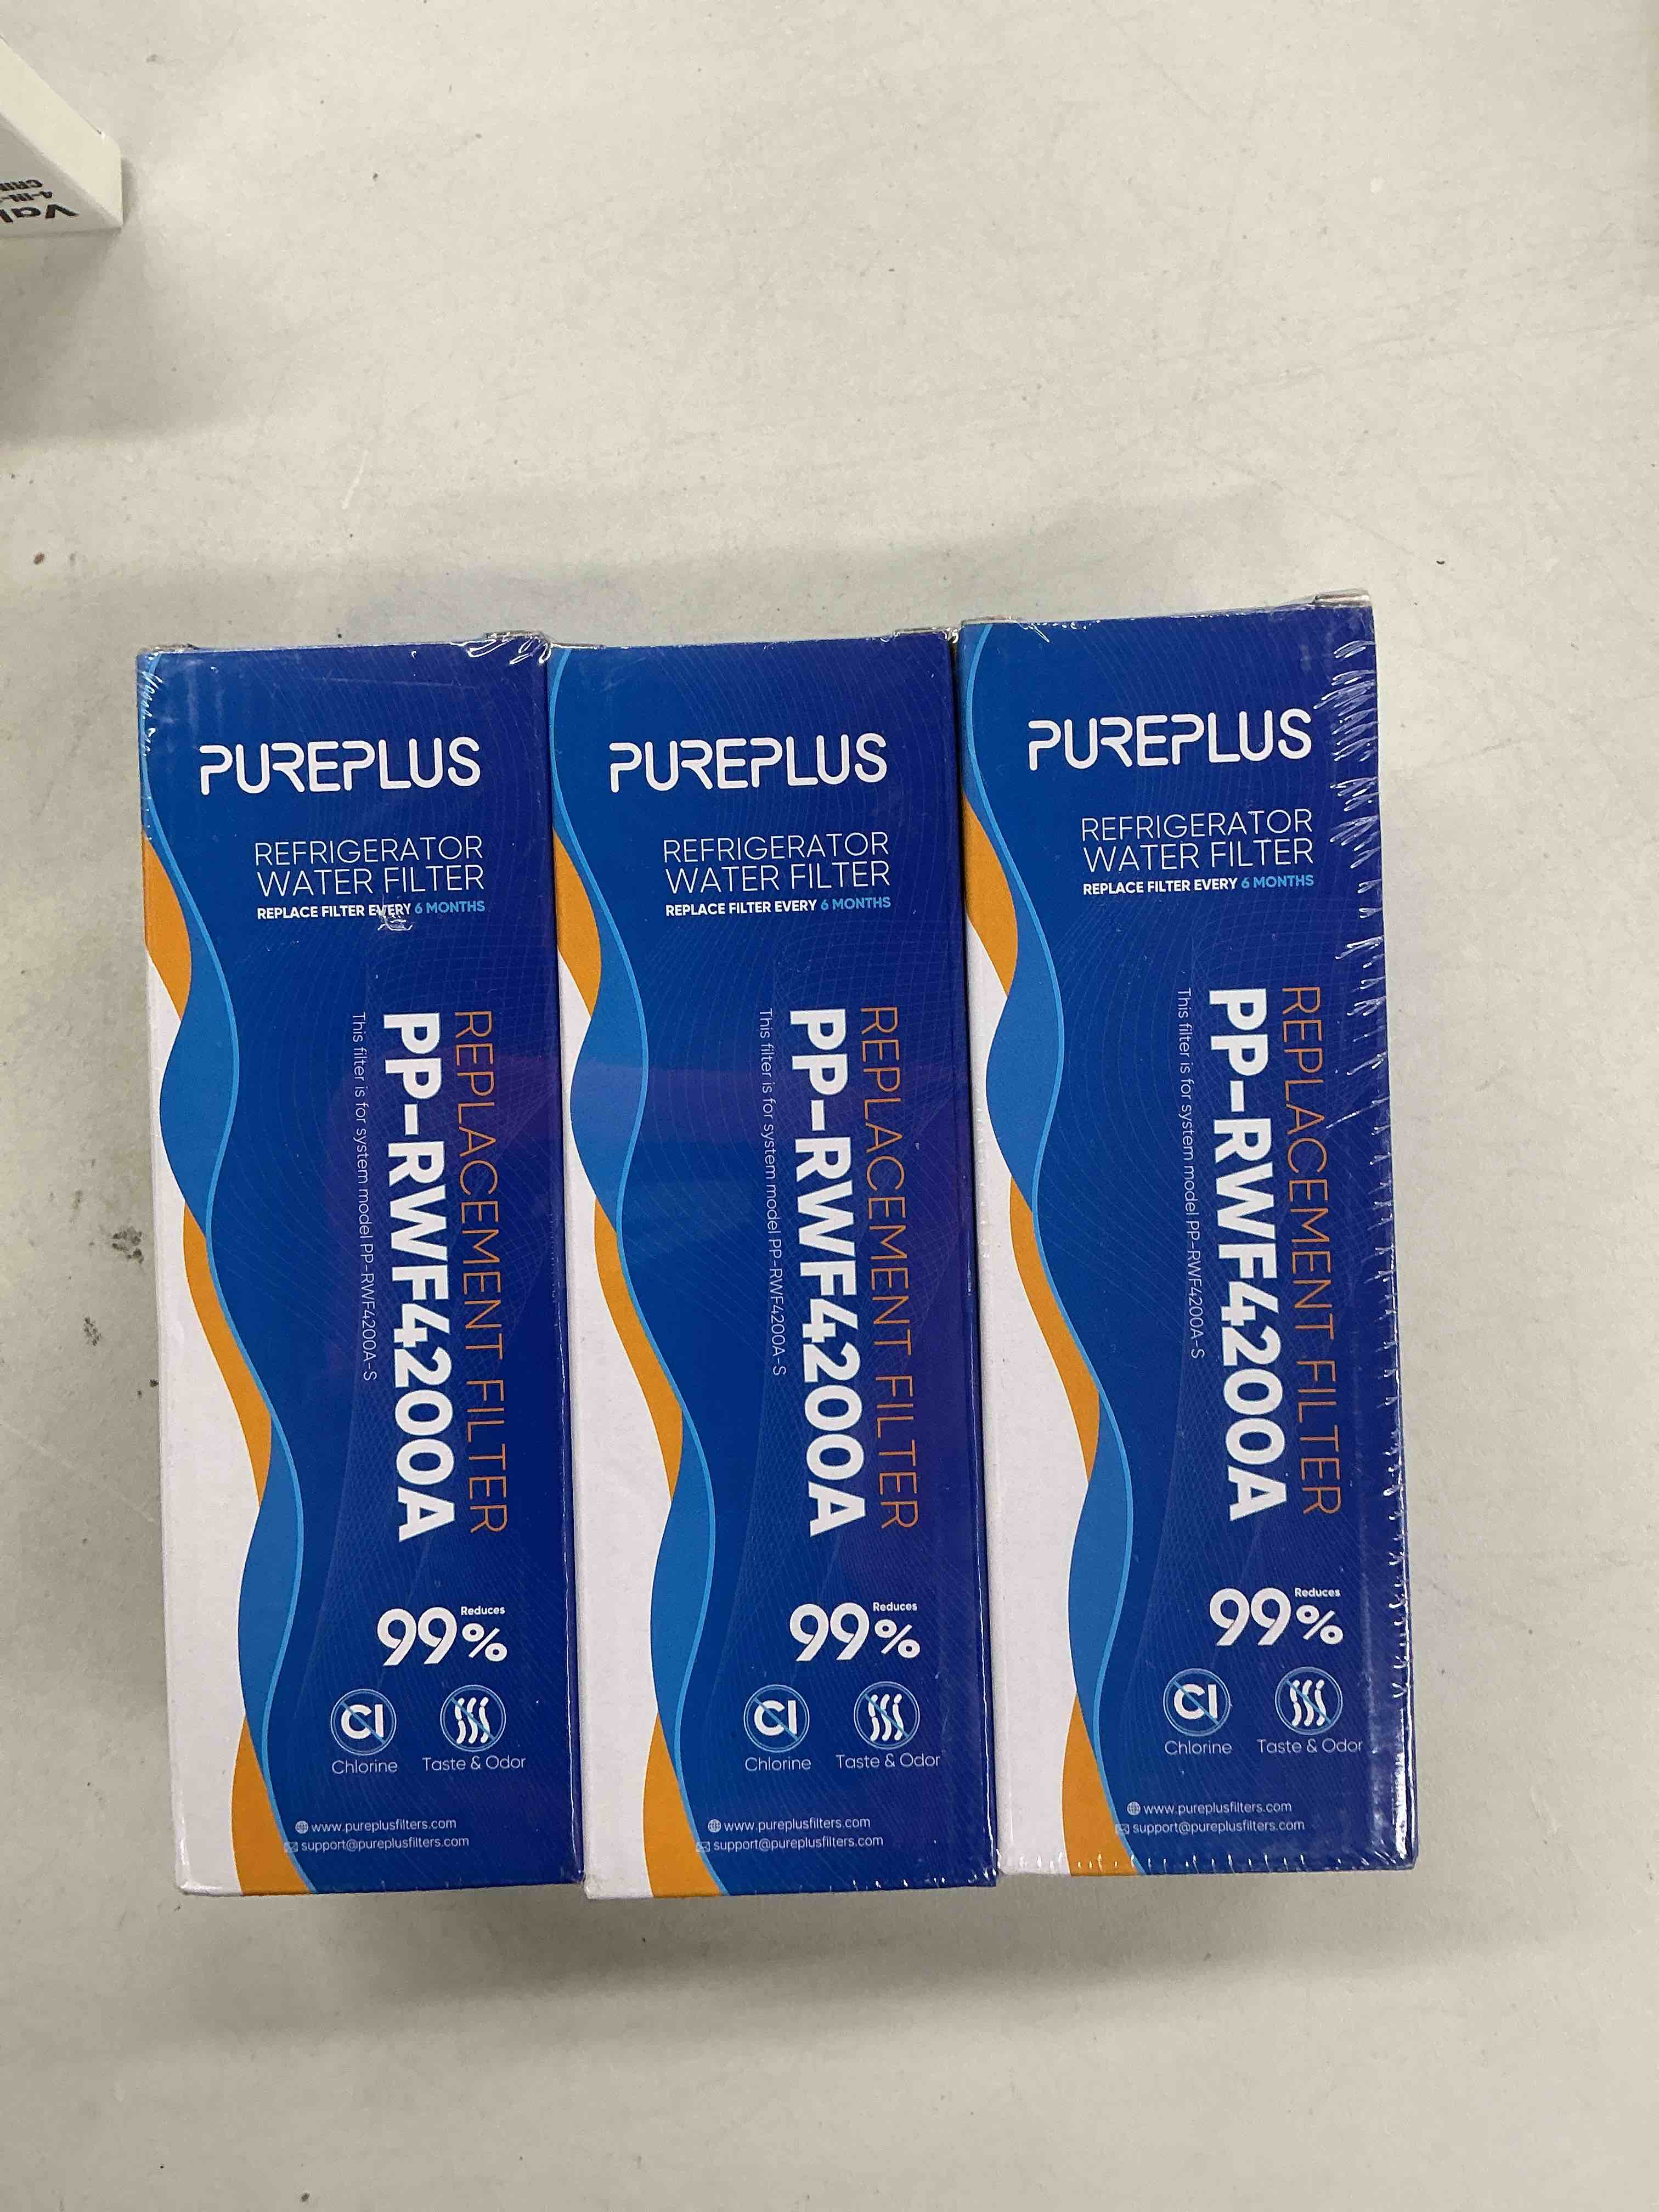 Val
4-IN-
CRIM
PUREPLUS
REFRIGERATOR
WATER FILTER
REPLACE FILTER EVERY 6 MONTHS
REPLACEMENT FILTER
PP-RWF4200A
This filter is for system model PP-RWF4200A-S
Reduces
99%
Chlorine
Taste & Odor
www.pureplusfilters.com
support@pureplusfilters.com
PUREPLUS
REFRIGERATOR
WATER FILTER
REPLACE FILTER EVERY 6 MONTHS
REPLACEMENT FILTER
PP-RWF4200A
This filter is for system model PP-RWF4200A-S
Reduces
99%
Chlorine
Taste & Odor
www.pureplusfilters.com
support@pureplusfilters.com
PUREPLUS
REFRIGERATOR
WATER FILTER
REPLACE FILTER EVERY 6 MONTHS
REPLACEMENT FILTER
PP-RWF4200A
This filter is for system model PP-RWF4200A-S
Reduces
99%
Chlorine
Taste & Odor
www.pureplusfilters.com
support@pureplusfilters.com